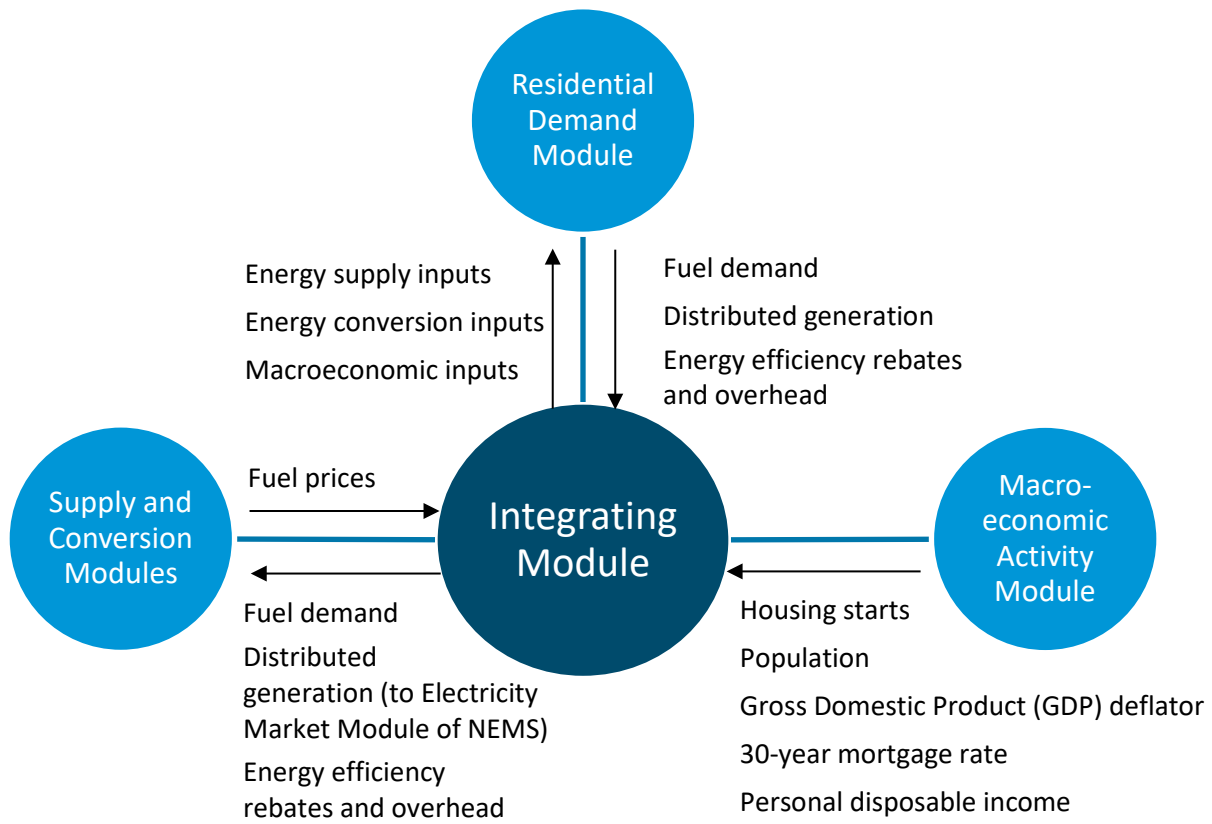 Residential
Demand
Module
Energy supply inputs
Energy conversion inputs
Macroeconomic inputs
Fuel demand
Distributed generation
Energy efficiency rebates
and overhead
Supply and
Conversion
Modules
Fuel prices
Integrating
Module
Macro-
economic
Activity
Module
Fuel demand
Distributed
generation (to Electricity
Market Module of NEMS)
Energy efficiency
rebates and overhead
Housing starts
Population
Gross Domestic Product (GDP) deflator
30-year mortgage rate
Personal disposable income